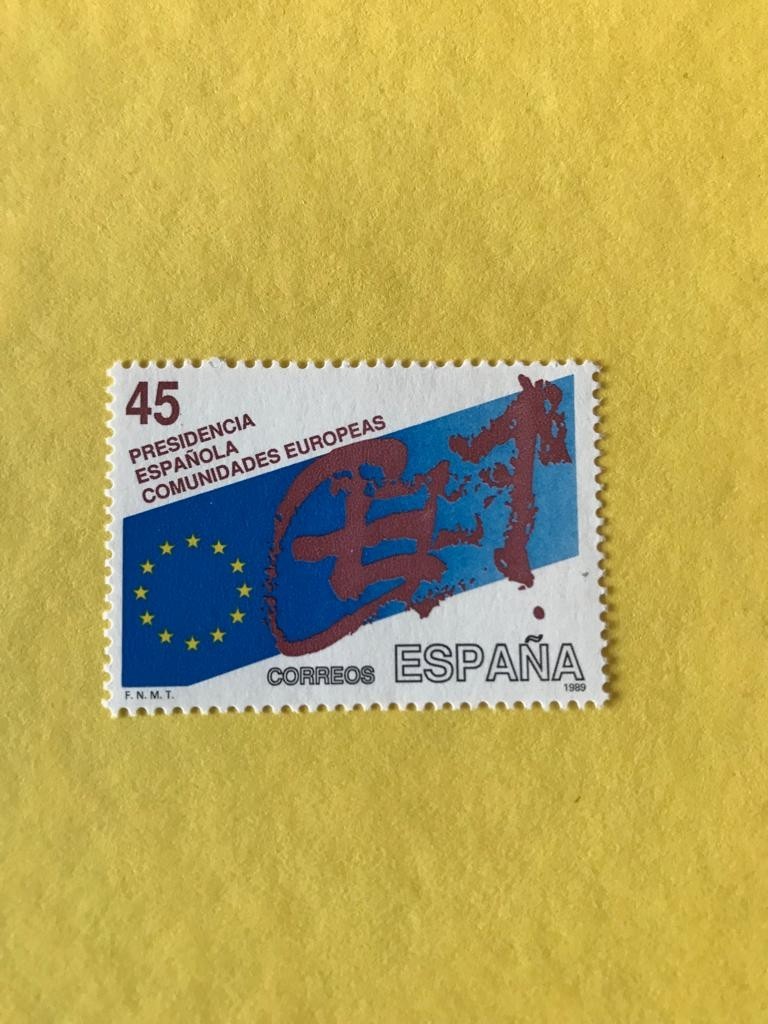 45
PRESIDENCIA
ESPAÑOLA
COMUNIDADES EUROPEAS
CORREOS ESPAÑA
F. N. M. T.
1989